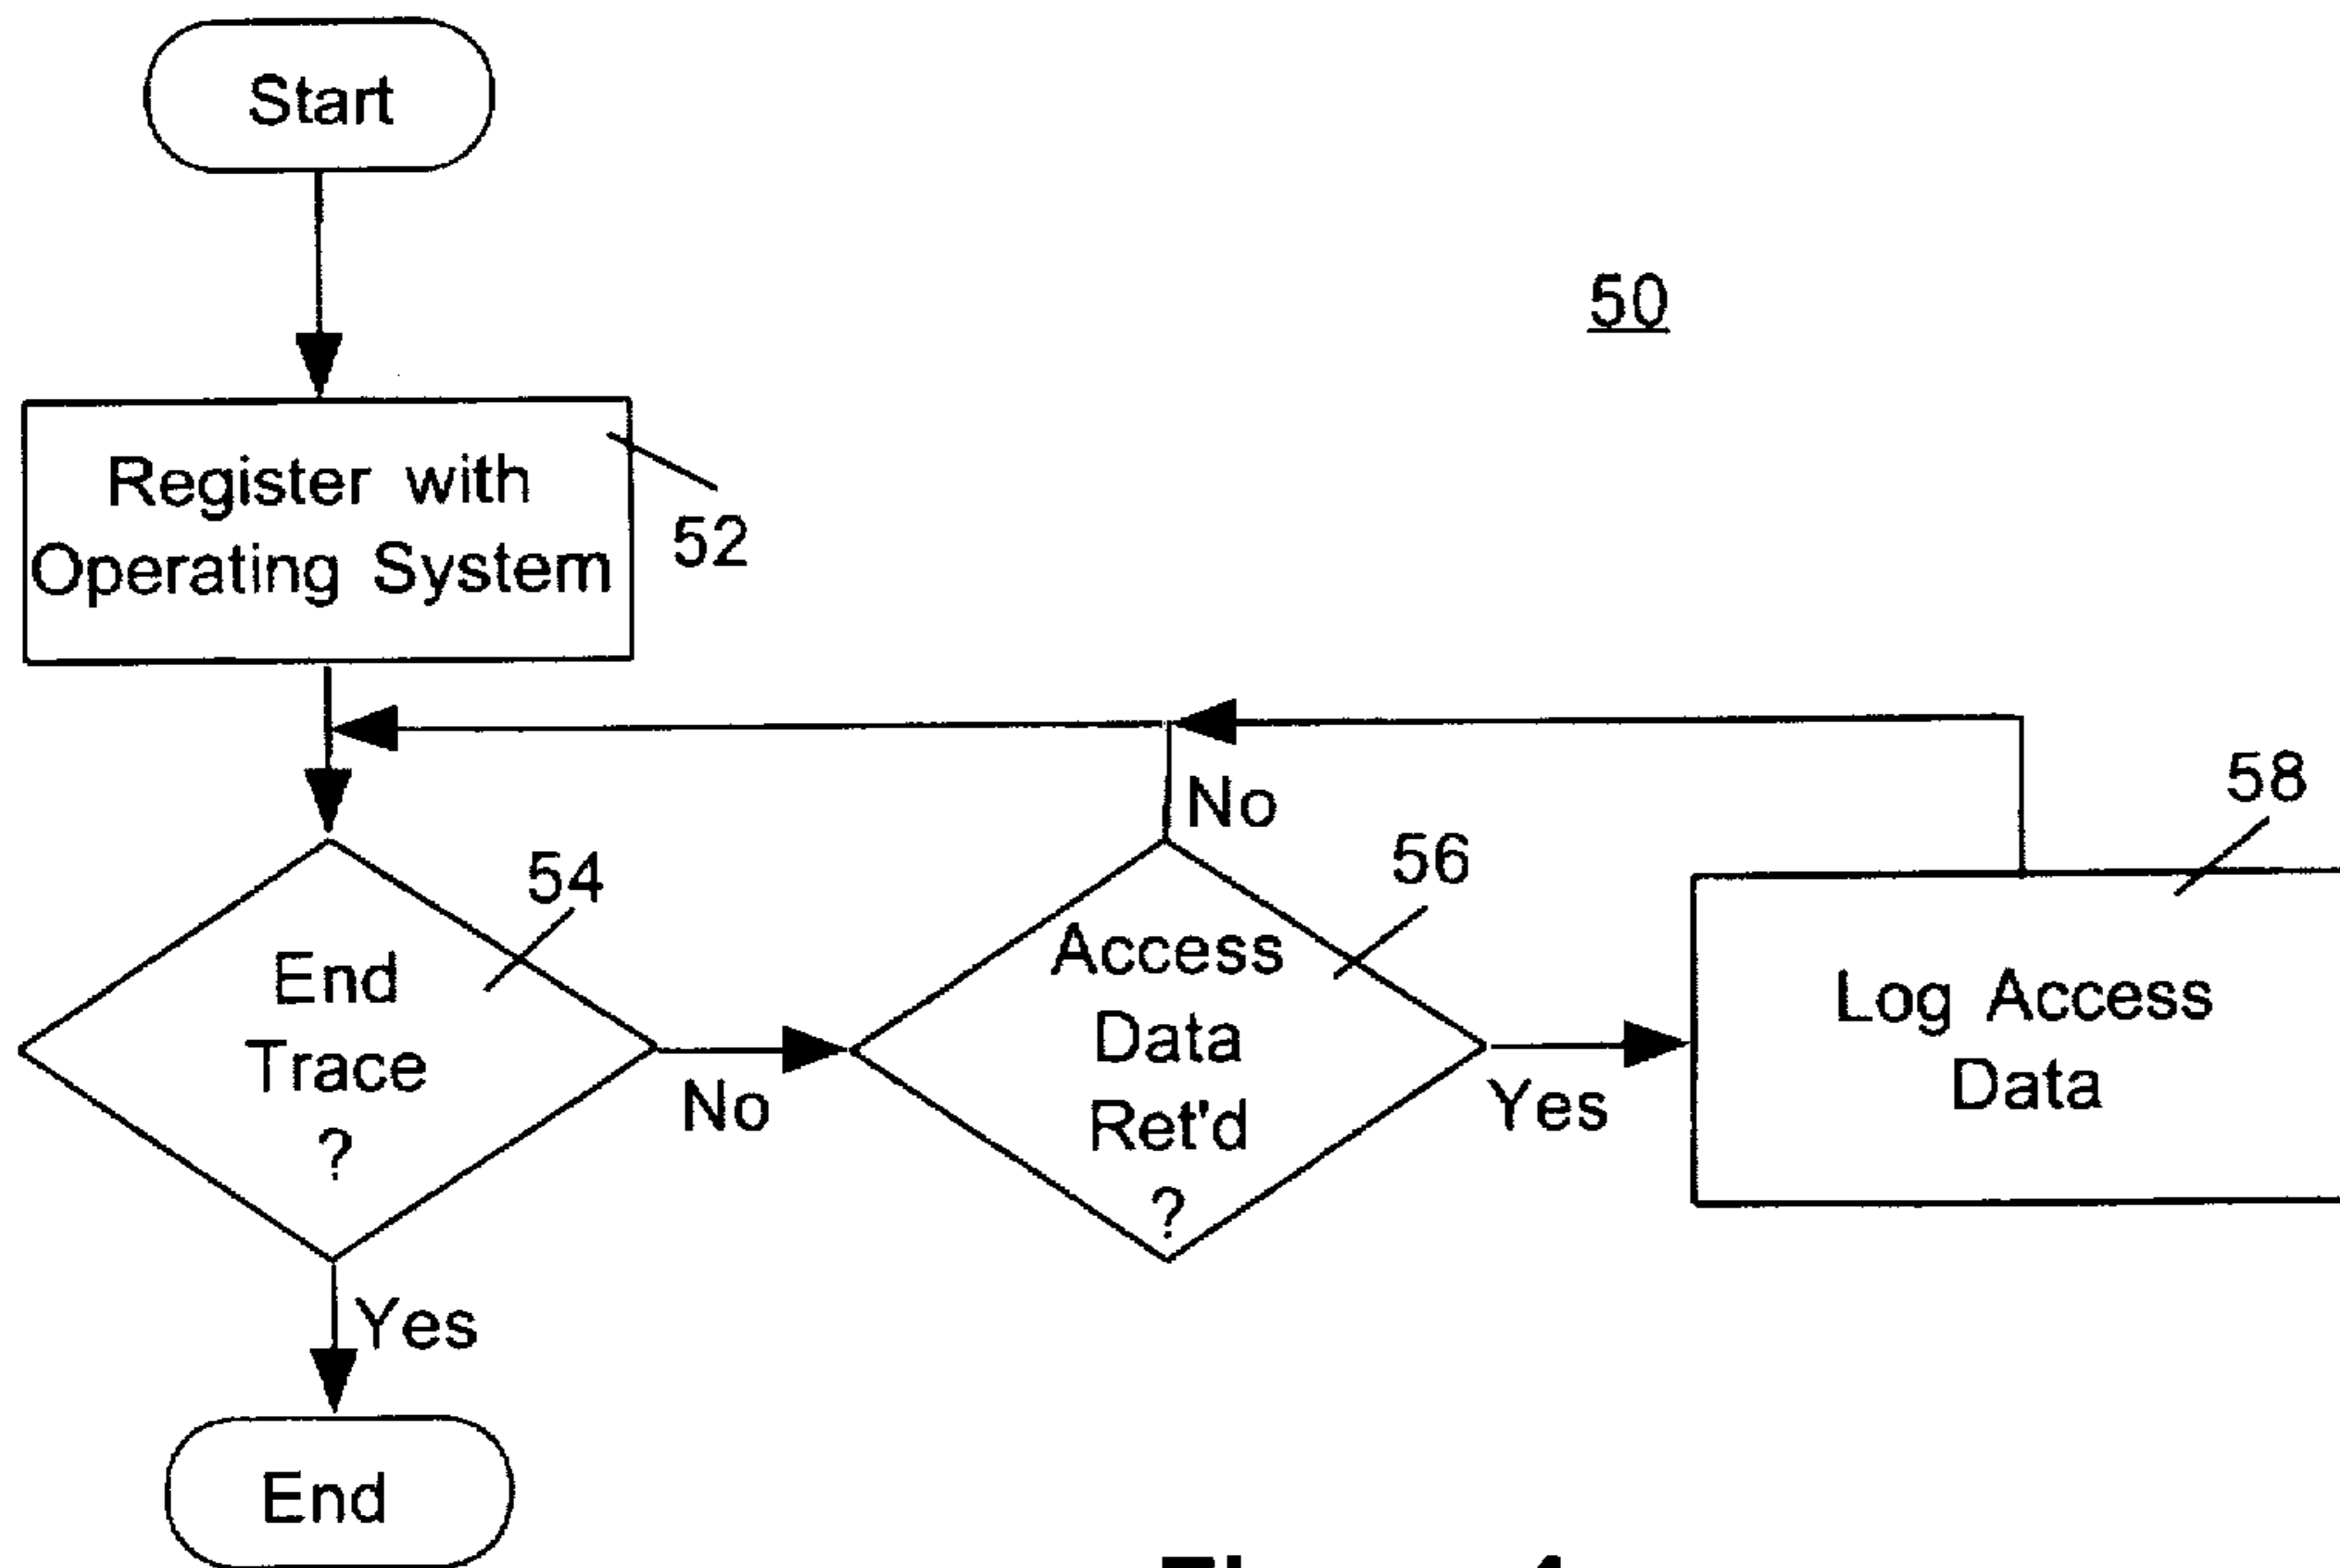 Start
50
Register with
Operating System
52
No
58
54
56
End
Trace
?
Access
Data
Ret'd
?
Log Access
Data
No
Yes
Yes
End